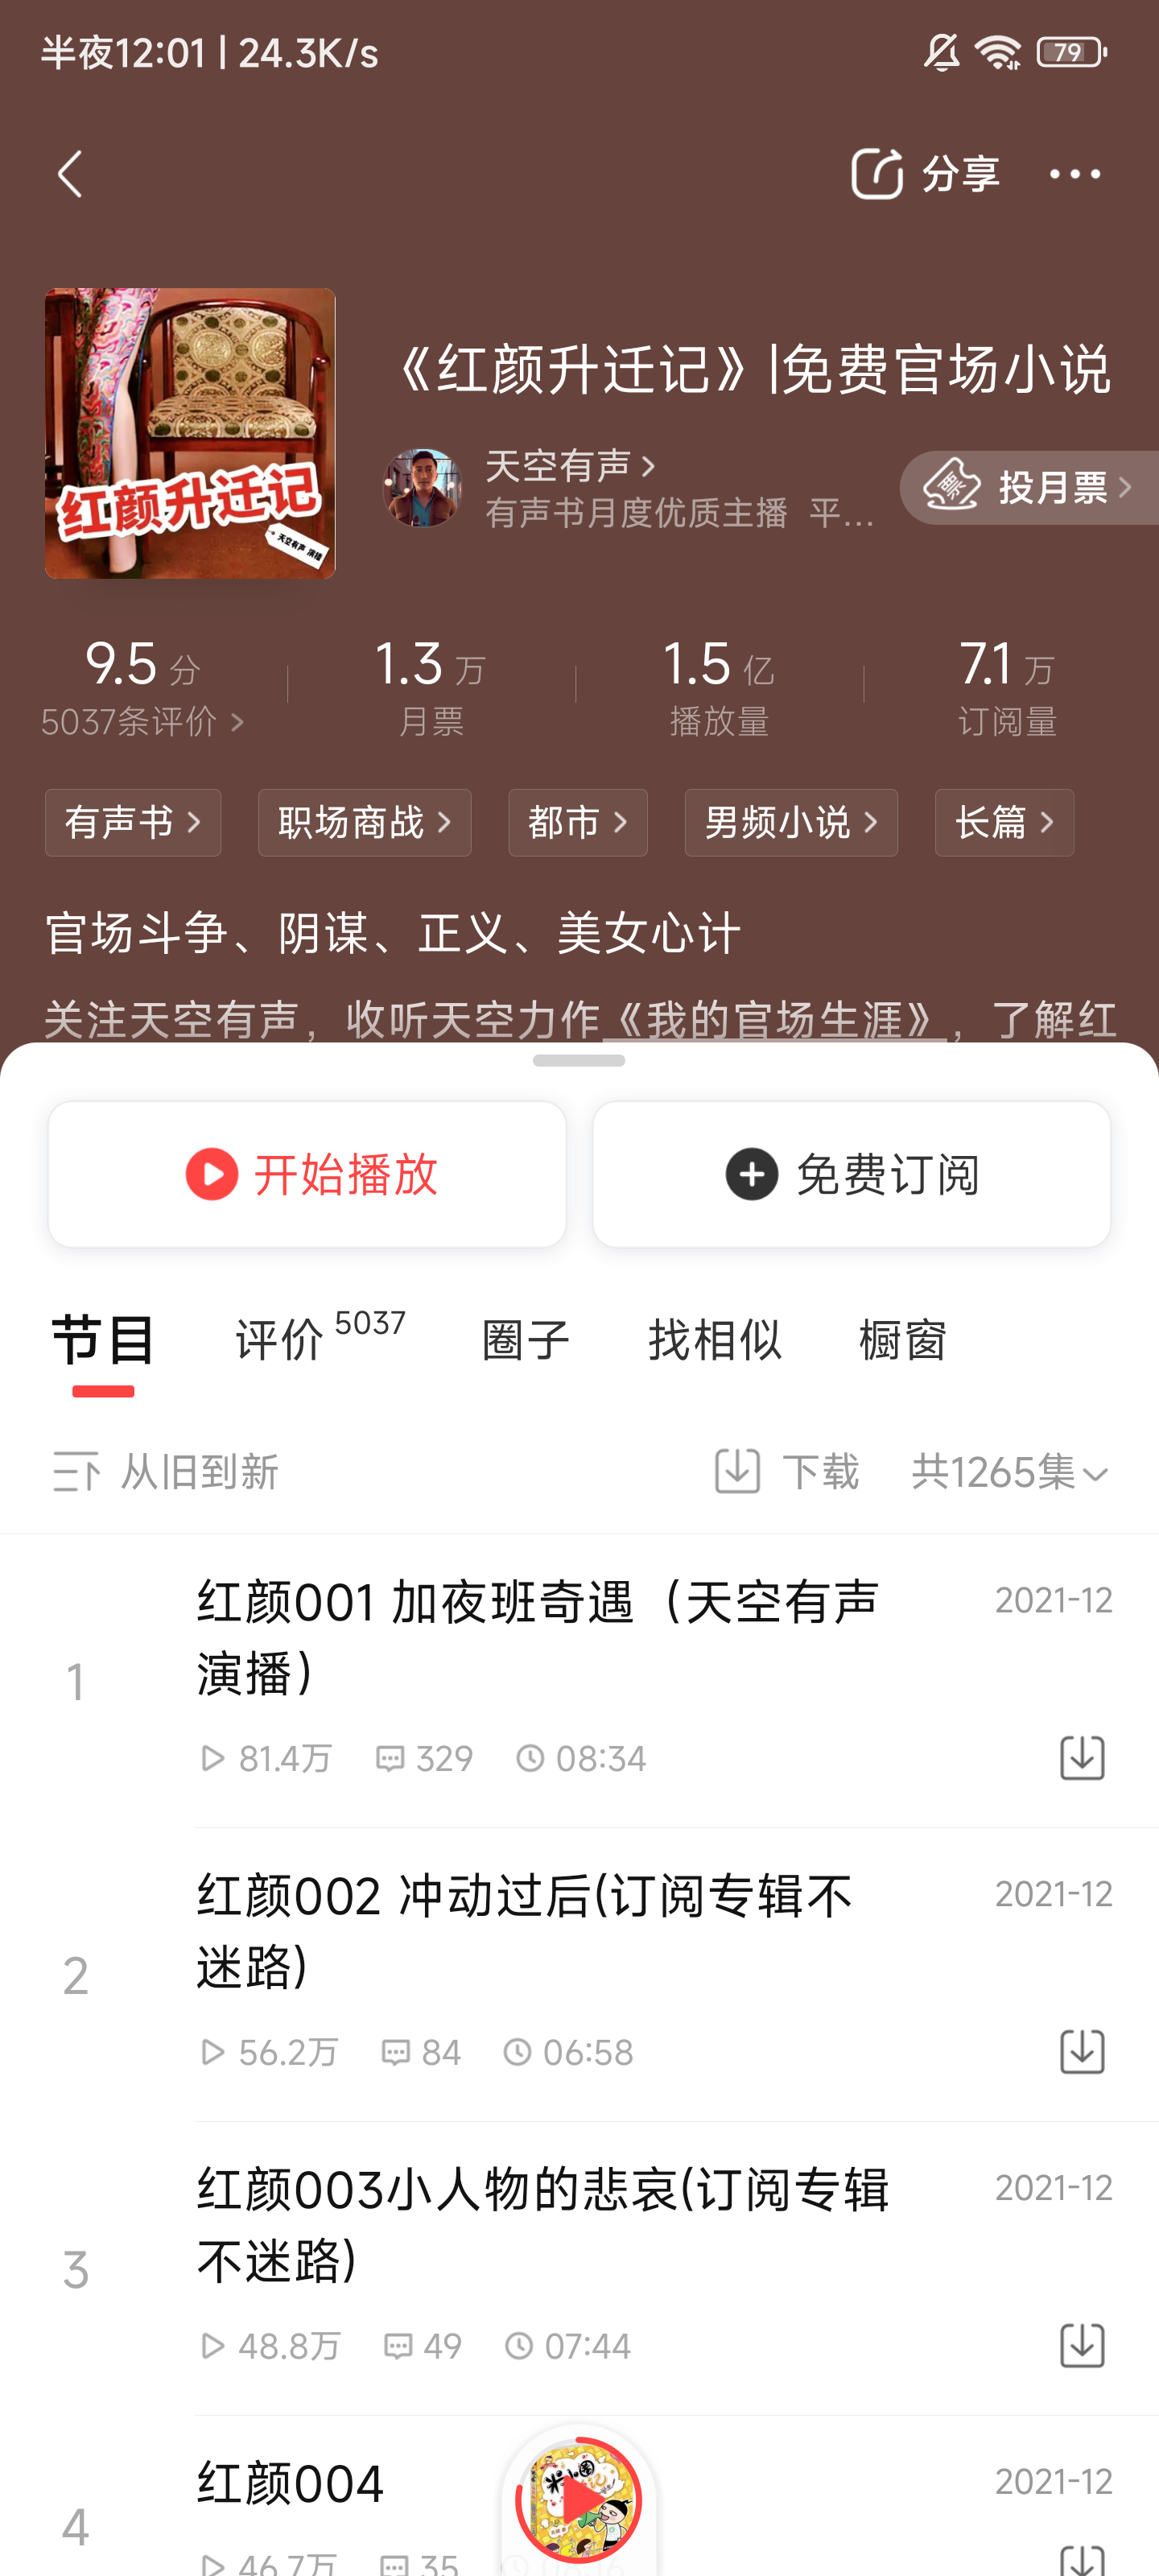 半夜12:01 | 24.3K/s
79
分享
《红颜升迁记》|免费官场小说
红颜升迁记
天空有声 演播
天空有声
有声书月度优质主播 平...
票
投月票
9.5 分
5037条评价
1.3 万
月票
1.5 亿
播放量
7.1 万
订阅量
有声书
职场商战
都市
男频小说
长篇
官场斗争、阴谋、正义、美女心计
关注天空有声，收听天空力作《我的官场生涯》，了解红
开始播放
免费订阅
节目
评价 5037
圈子
找相似
橱窗
从旧到新
下载
共1265集
1
红颜001 加夜班奇遇（天空有声
演播）
2021-12
81.4万
329
08:34
2
红颜002 冲动过后(订阅专辑不
迷路)
2021-12
56.2万
84
06:58
3
红颜003小人物的悲哀(订阅专辑
不迷路)
2021-12
48.8万
49
07:44
4
红颜004
2021-12
46.7万
35
米小圈